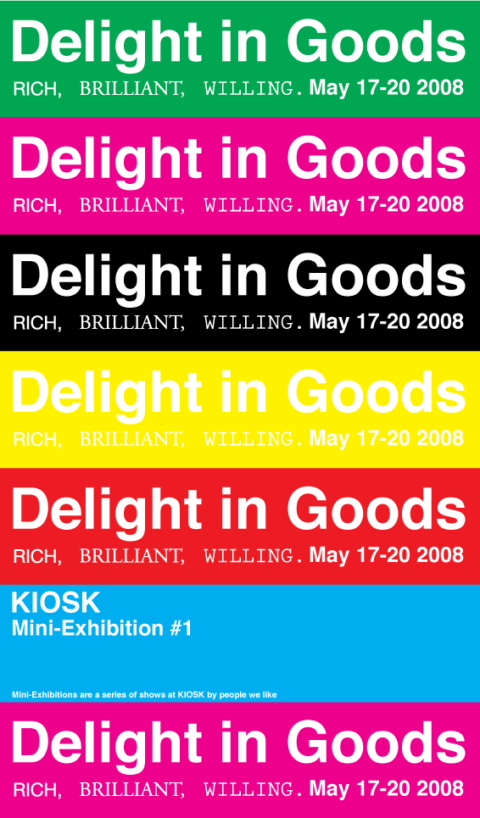 Delight in Goods
RICH, BRILLIANT, WILLING. May 17-20 2008
Delight in Goods
RICH, BRILLIANT, WILLING. May 17-20 2008
Delight in Goods
RICH, BRILLIANT, WILLING. May 17-20 2008
Delight in Goods
RICH, BRILLIANT, WILLING. May 17-20 2008
Delight in Goods
RICH, BRILLIANT, WILLING. May 17-20 2008
KIOSK
Mini-Exhibition #1
Mini-Exhibitions are a series of shows at KIOSK by people we like
Delight in Goods
RICH, BRILLIANT, WILLING. May 17-20 2008